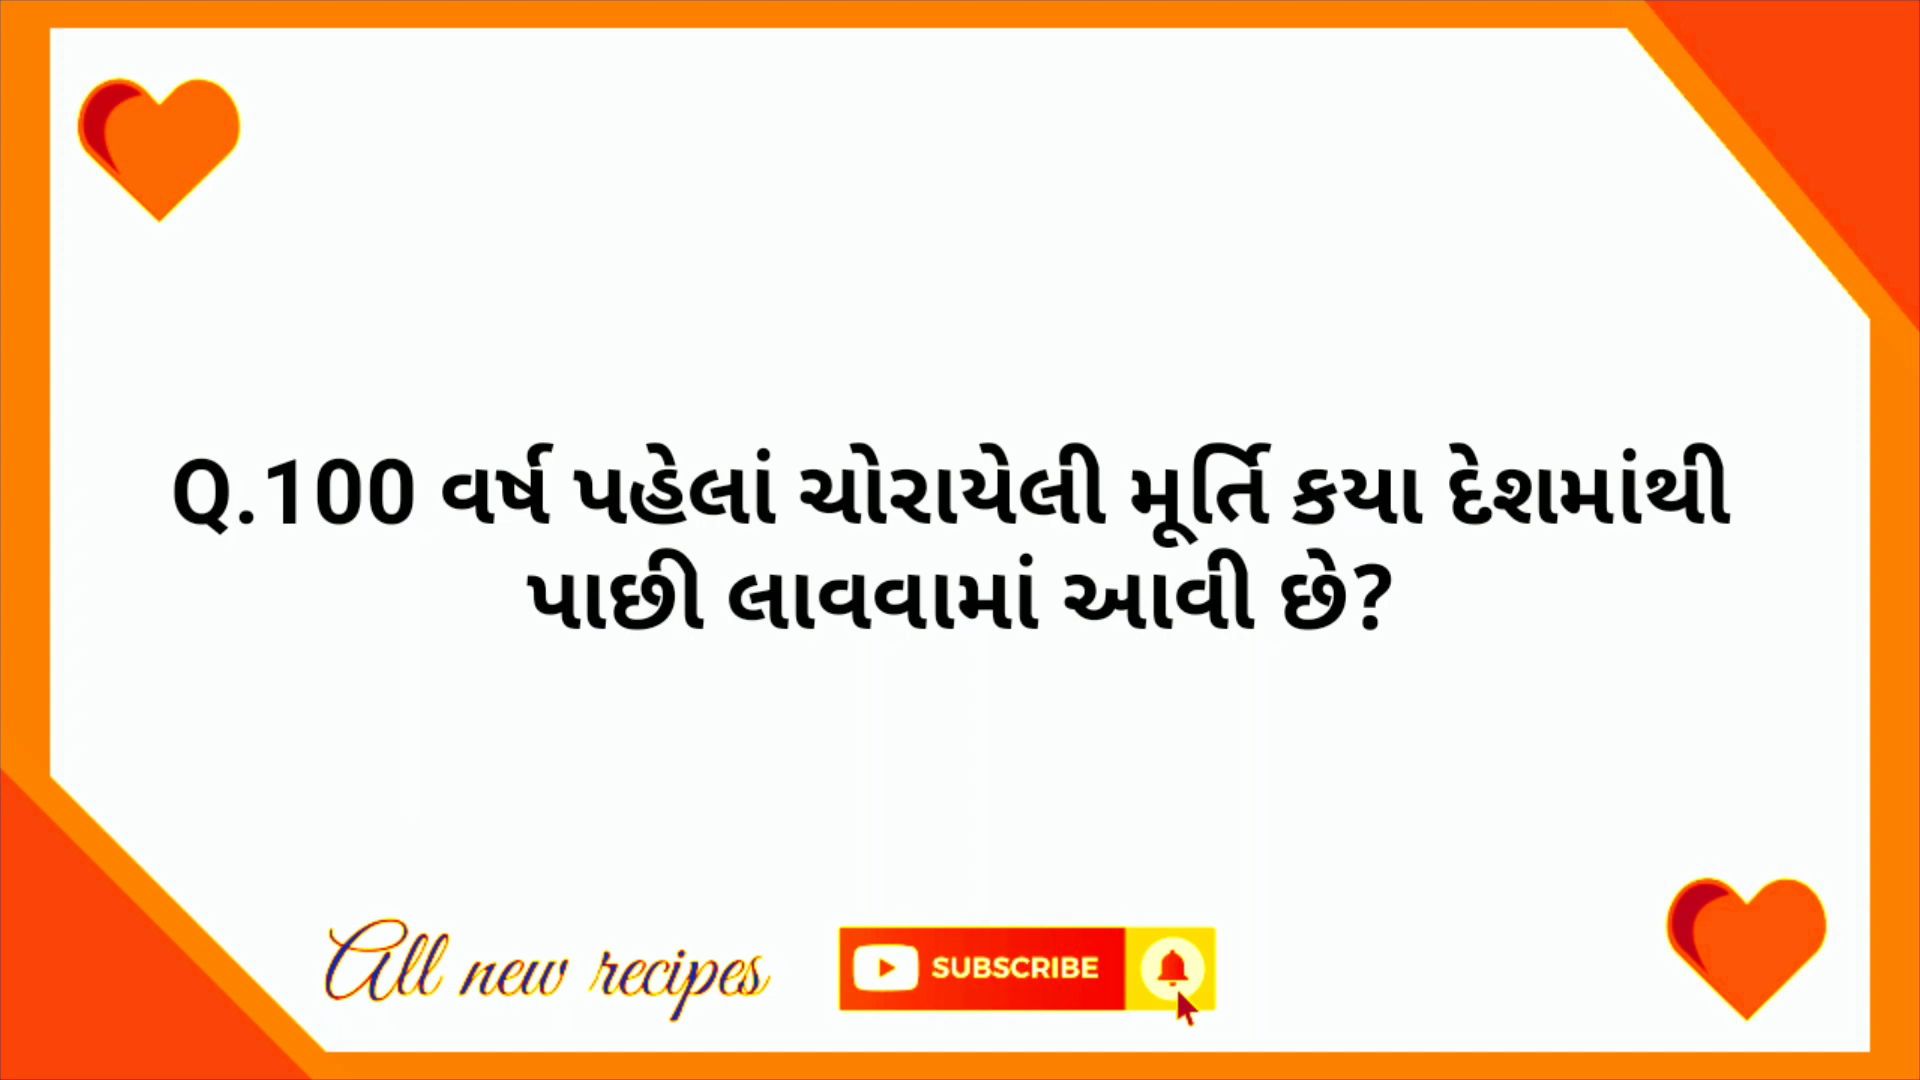 Q.100 વર્ષ પહેલાં ચોરાયેલી મૂર્તિ કયા દેશમાંથી
પાછી લાવવામાં આવી છે?
All new recipes
SUBSCRIBE